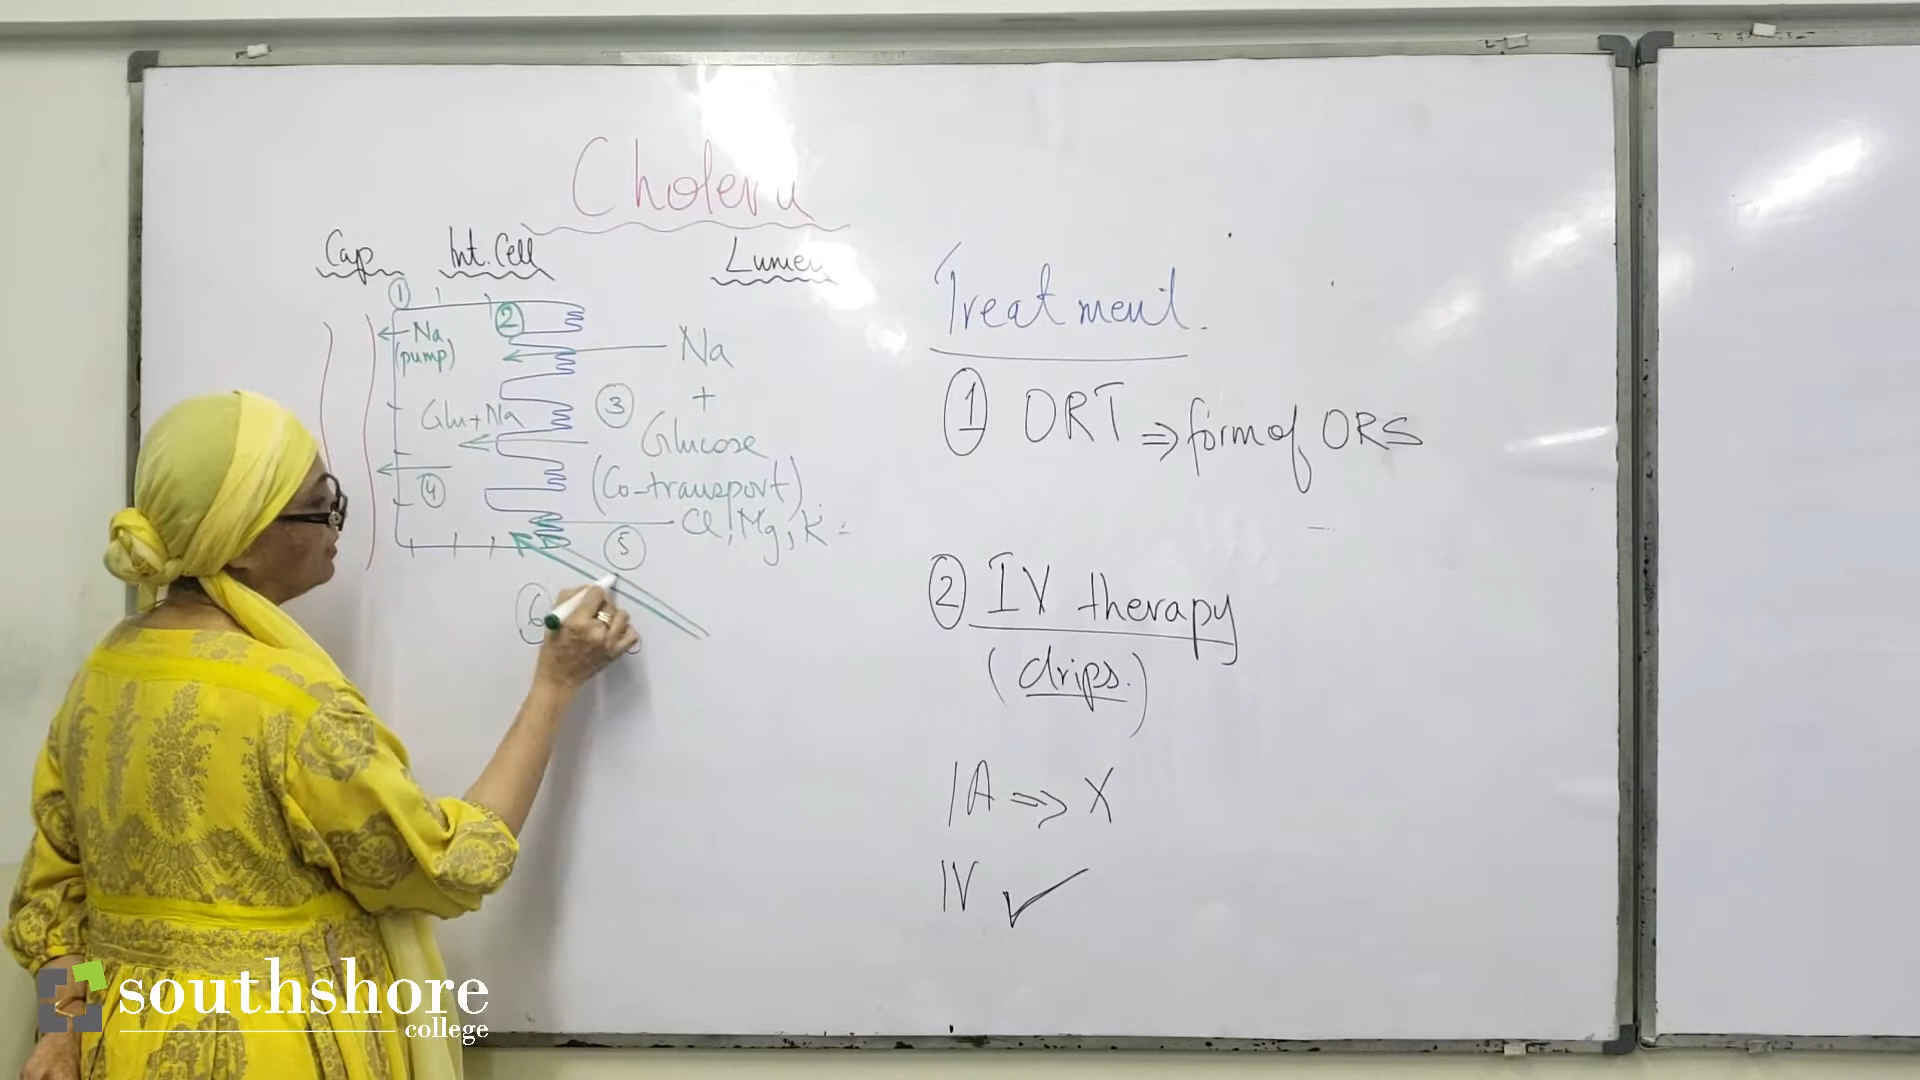 Cholera
Cap Int. Cell Lumen
1
2
Na
(pump)
Na
+
3
Glu + Na
Glucose
(Co-transport)
4
Cl, Mg, K
5
6
Treatment.
1 ORT ⇒ form of ORS
2 IV therapy
(drips.)
IA ⇒ X
IV ✓
southshore
college